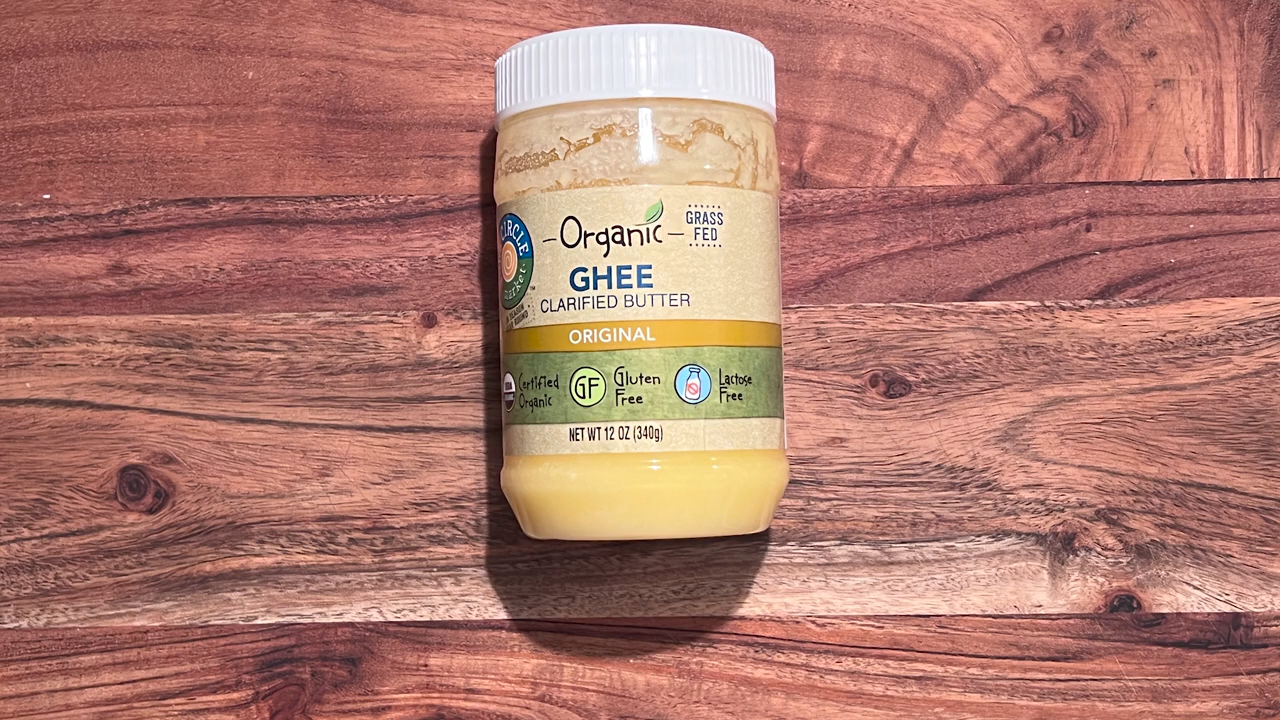 CIRCLE
Market
Organic
GRASS
FED
GHEE
CLARIFIED BUTTER
ORIGINAL
Certified
Organic
GF
Gluten
Free
Lactose
Free
NET WT 12 OZ (340g)